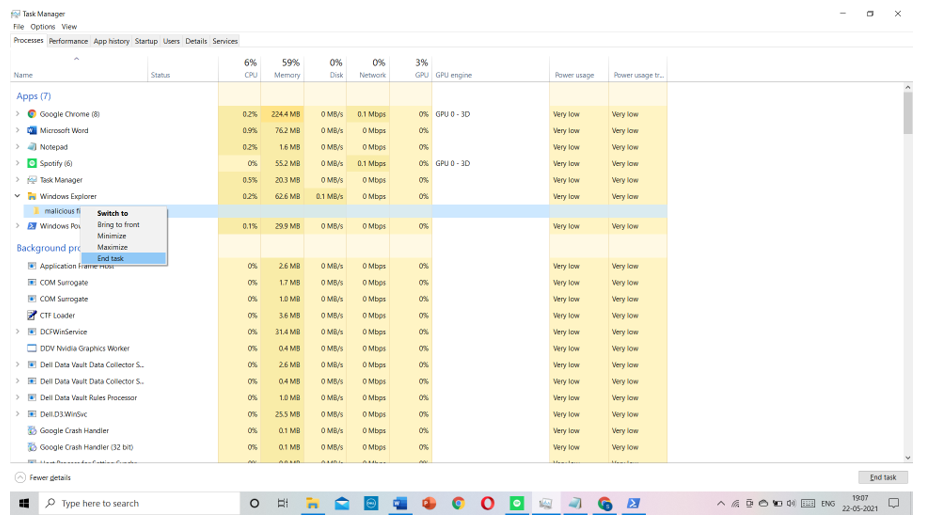 Task Manager
File Options View
Processes Performance App history Startup Users Details Services
6% 59% 0% 0% 3%
Name Status CPU Memory Disk Network GPU GPU engine Power usage Power usage tr...
Apps (7)
Google Chrome (8) 0.2% 224.4 MB 0 MB/s 0.1 Mbps 0% GPU 0 - 3D Very low Very low
Microsoft Word 0.9% 76.2 MB 0 MB/s 0 Mbps 0% Very low Very low
Notepad 0.2% 1.6 MB 0 MB/s 0 Mbps 0% Very low Very low
Spotify (6) 0% 55.2 MB 0 MB/s 0.1 Mbps 0% GPU 0 - 3D Very low Very low
Task Manager 0.5% 20.3 MB 0 MB/s 0 Mbps 0% Very low Very low
Windows Explorer 0.2% 62.6 MB 0.1 MB/s 0 Mbps 0% Very low Very low
malicious fi
Switch to
Bring to front
Minimize
Maximize
End task
Windows Pow 0.1% 29.9 MB 0 MB/s 0 Mbps 0% Very low Very low
Background pro
Application Frame Host 0% 2.6 MB 0 MB/s 0 Mbps 0% Very low Very low
COM Surrogate 0% 1.7 MB 0 MB/s 0 Mbps 0% Very low Very low
COM Surrogate 0% 1.0 MB 0 MB/s 0 Mbps 0% Very low Very low
CTF Loader 0% 3.6 MB 0 MB/s 0 Mbps 0% Very low Very low
DCFWinService 0% 31.4 MB 0 MB/s 0 Mbps 0% Very low Very low
DDV Nvidia Graphics Worker 0% 0.4 MB 0 MB/s 0 Mbps 0% Very low Very low
Dell Data Vault Data Collector S... 0% 2.6 MB 0 MB/s 0 Mbps 0% Very low Very low
Dell Data Vault Data Collector S... 0% 0.4 MB 0 MB/s 0 Mbps 0% Very low Very low
Dell Data Vault Rules Processor 0% 1.0 MB 0 MB/s 0 Mbps 0% Very low Very low
Dell.D3.WinSvc 0% 25.5 MB 0 MB/s 0 Mbps 0% Very low Very low
Google Crash Handler 0% 0.1 MB 0 MB/s 0 Mbps 0% Very low Very low
Google Crash Handler (32 bit) 0% 0.1 MB 0 MB/s 0 Mbps 0% Very low Very low
Fewer details End task
Type here to search ENG 19:07
22-05-2021